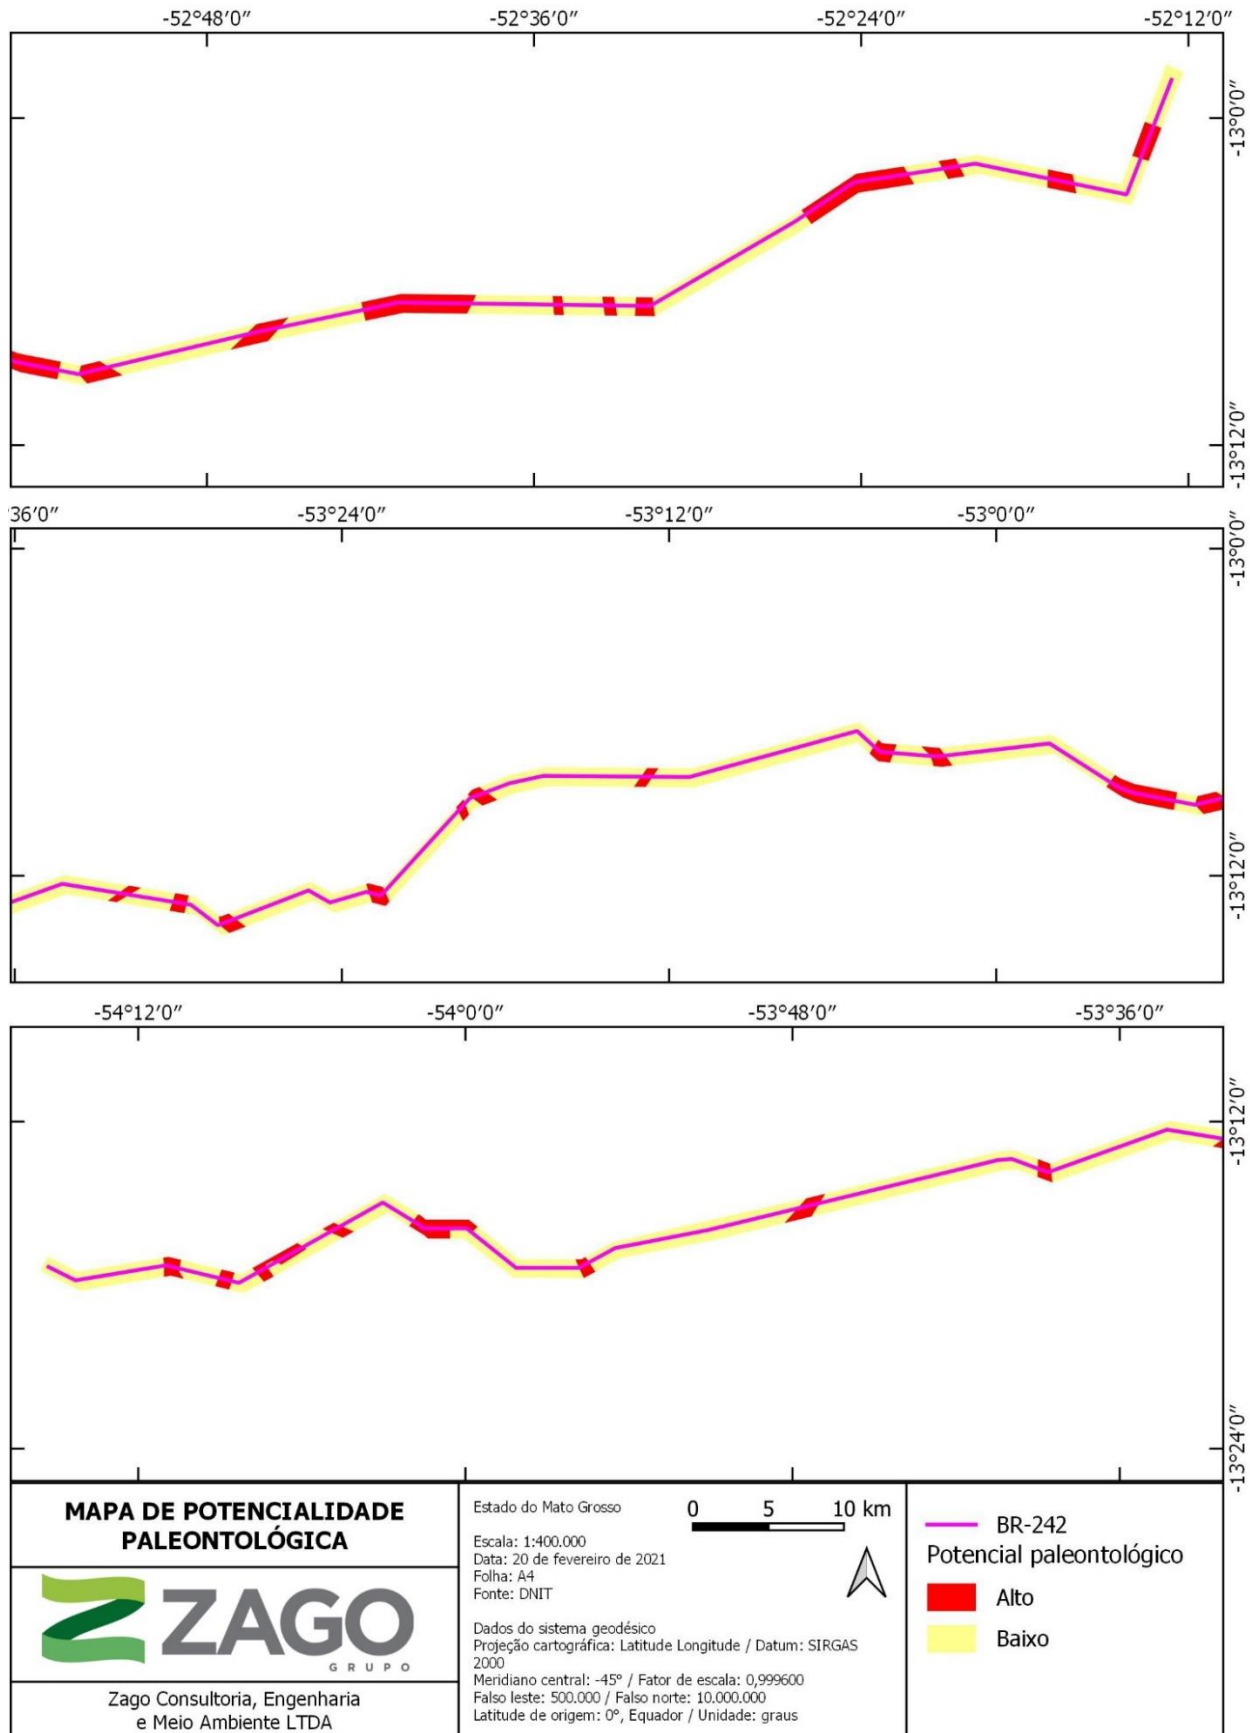 -52°48′0″ -52°36′0″ -52°24′0″ -52°12′0″
-13°0′0″
-13°12′0″
36′0″ -53°24′0″ -53°12′0″ -53°0′0″
-13°0′0″
-13°12′0″
-54°12′0″ -54°0′0″ -53°48′0″ -53°36′0″
-13°12′0″
-13°24′0″
MAPA DE POTENCIALIDADE
PALEONTOLÓGICA
ZAGO
GRUPO
Zago Consultoria, Engenharia
e Meio Ambiente LTDA
Estado do Mato Grosso
0 5 10 km
Escala: 1:400.000
Data: 20 de fevereiro de 2021
Folha: A4
Fonte: DNIT
Dados do sistema geodésico
Projeção cartográfica: Latitude Longitude / Datum: SIRGAS
2000
Meridiano central: -45° / Fator de escala: 0,999600
Falso leste: 500.000 / Falso norte: 10.000.000
Latitude de origem: 0°, Equador / Unidade: graus
BR-242
Potencial paleontológico
Alto
Baixo